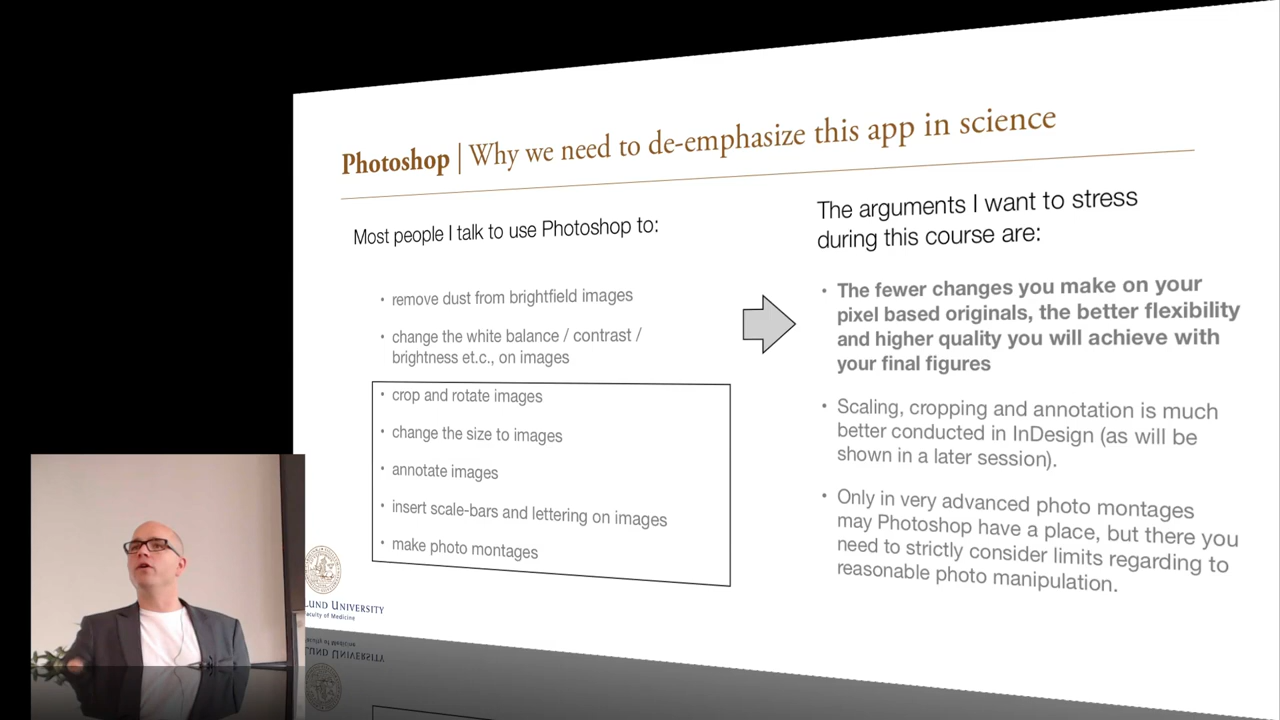 Photoshop | Why we need to de-emphasize this app in science
Most people I talk to use Photoshop to:
• remove dust from brightfield images
• change the white balance / contrast /
brightness et.c., on images
• crop and rotate images
• change the size to images
• annotate images
• insert scale-bars and lettering on images
• make photo montages
The arguments I want to stress
during this course are:
• The fewer changes you make on your
pixel based originals, the better flexibility
and higher quality you will achieve with
your final figures
• Scaling, cropping and annotation is much
better conducted in InDesign (as will be
shown in a later session).
• Only in very advanced photo montages
may Photoshop have a place, but there you
need to strictly consider limits regarding to
reasonable photo manipulation.
LUND UNIVERSITY
Faculty of Medicine